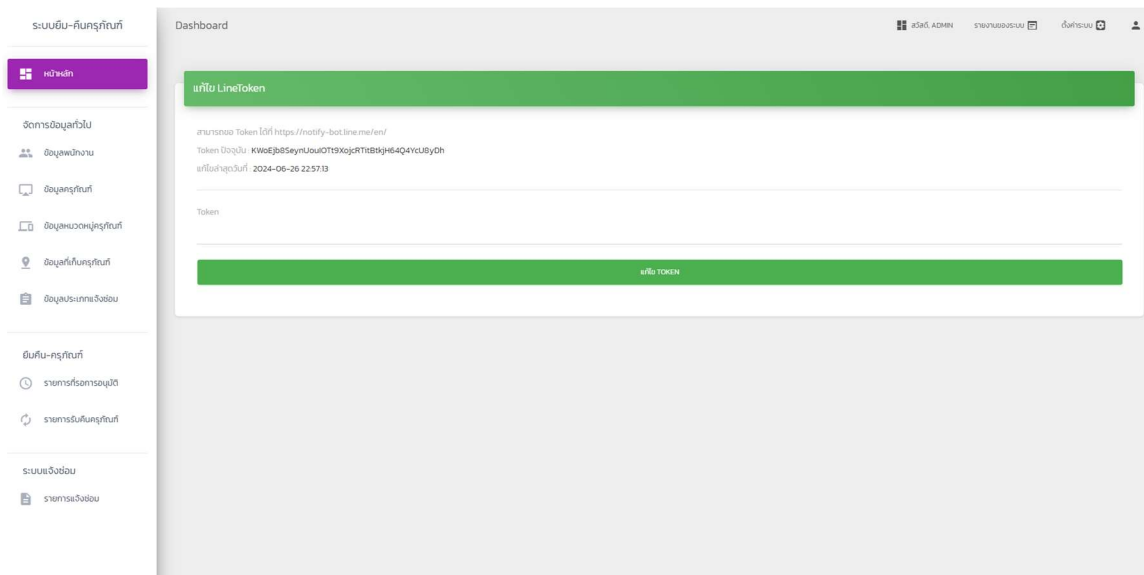 ระบบยืม-คืนครุภัณฑ์
Dashboard
สวัสดี, ADMIN
รายงานของระบบ
ตั้งค่าระบบ
หน้าหลัก
จัดการข้อมูลทั่วไป
ข้อมูลพนักงาน
ข้อมูลครุภัณฑ์
ข้อมูลหมวดหมู่ครุภัณฑ์
ข้อมูลที่เก็บครุภัณฑ์
ข้อมูลประเภทแจ้งซ่อม
ยืมคืน-ครุภัณฑ์
รายการที่รอการอนุมัติ
รายการรับคืนครุภัณฑ์
ระบบแจ้งซ่อม
รายการแจ้งซ่อม
แก้ไข LineToken
สามารถขอ Token ได้ที่ https://notify-bot.line.me/en/
Token ปัจจุบัน : KWoEjb8SeynUouIOTt9XojcRTitBtkjH64Q4YcU8yDh
แก้ไขล่าสุดวันที่ : 2024-06-26 22:57:13
Token
แก้ไข TOKEN